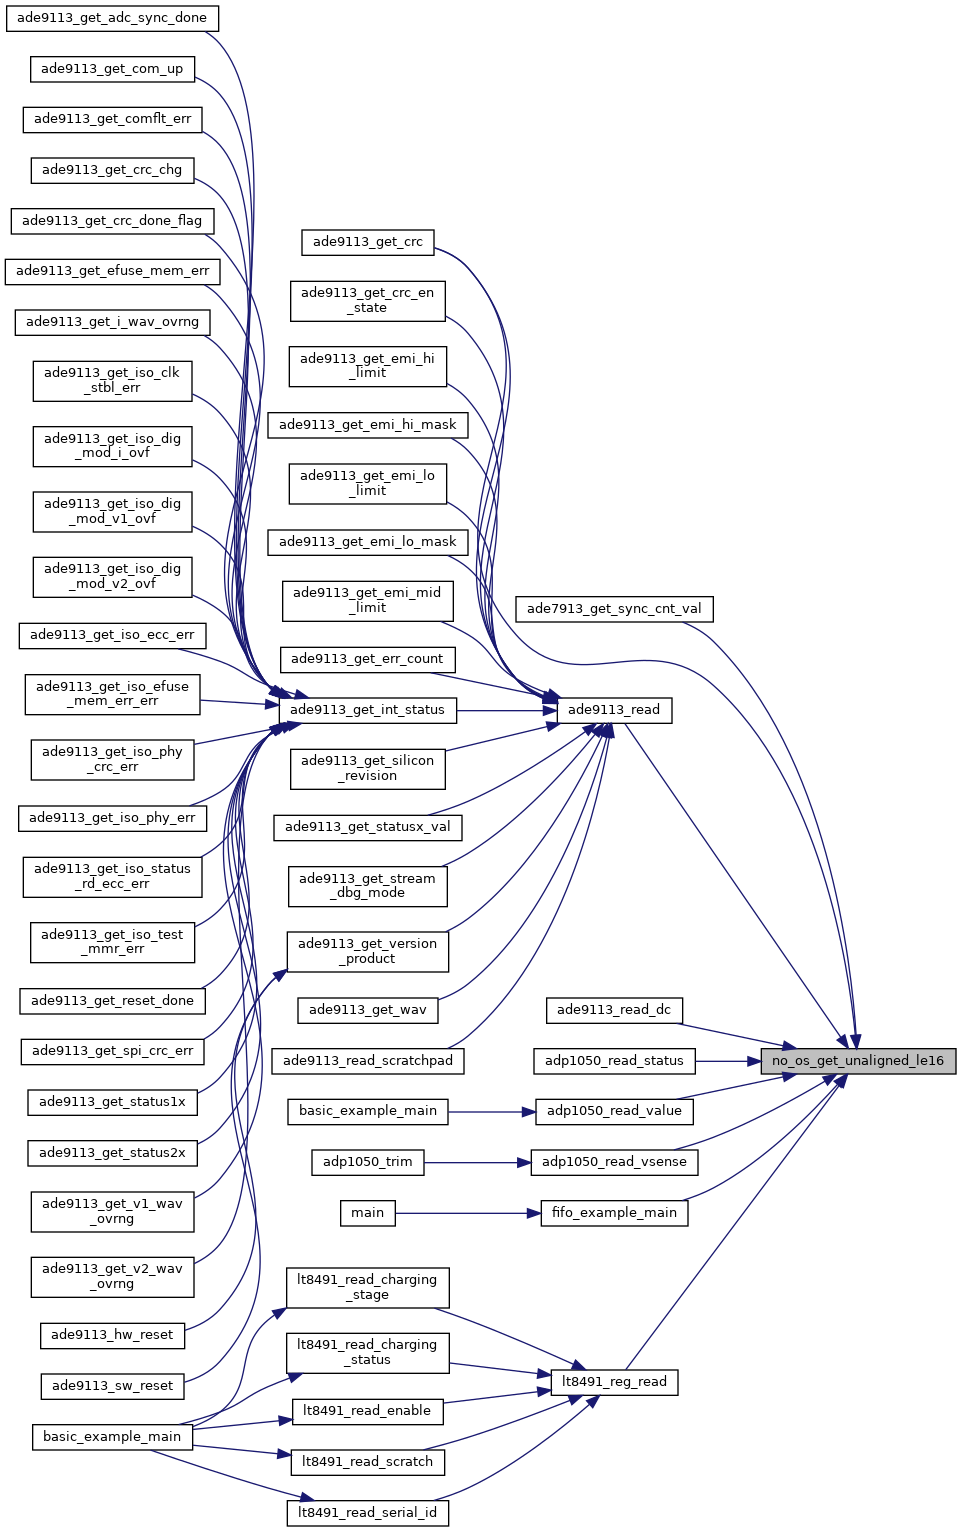 ade9113_get_adc_sync_done
ade9113_get_com_up
ade9113_get_comflt_err
ade9113_get_crc_chg
ade9113_get_crc_done_flag
ade9113_get_efuse_mem_err
ade9113_get_i_wav_ovrng
ade9113_get_iso_clk
_stbl_err
ade9113_get_iso_dig
_mod_i_ovf
ade9113_get_iso_dig
_mod_v1_ovf
ade9113_get_iso_dig
_mod_v2_ovf
ade9113_get_iso_ecc_err
ade9113_get_iso_efuse
_mem_err_err
ade9113_get_iso_phy
_crc_err
ade9113_get_iso_phy_err
ade9113_get_iso_status
_rd_ecc_err
ade9113_get_iso_test
_mmr_err
ade9113_get_reset_done
ade9113_get_spi_crc_err
ade9113_get_status1x
ade9113_get_status2x
ade9113_get_v1_wav
_ovrng
ade9113_get_v2_wav
_ovrng
ade9113_hw_reset
ade9113_sw_reset
basic_example_main
ade9113_get_crc
ade9113_get_crc_en
_state
ade9113_get_emi_hi
_limit
ade9113_get_emi_hi_mask
ade9113_get_emi_lo
_limit
ade9113_get_emi_lo_mask
ade9113_get_emi_mid
_limit
ade9113_get_err_count
ade9113_get_int_status
ade9113_get_silicon
_revision
ade9113_get_statusx_val
ade9113_get_stream
_dbg_mode
ade9113_get_version
_product
ade9113_get_wav
ade9113_read_scratchpad
basic_example_main
adp1050_trim
main
lt8491_read_charging
_stage
lt8491_read_charging
_status
lt8491_read_enable
lt8491_read_scratch
lt8491_read_serial_id
ade7913_get_sync_cnt_val
ade9113_read
ade9113_read_dc
adp1050_read_status
adp1050_read_value
adp1050_read_vsense
fifo_example_main
lt8491_reg_read
no_os_get_unaligned_le16